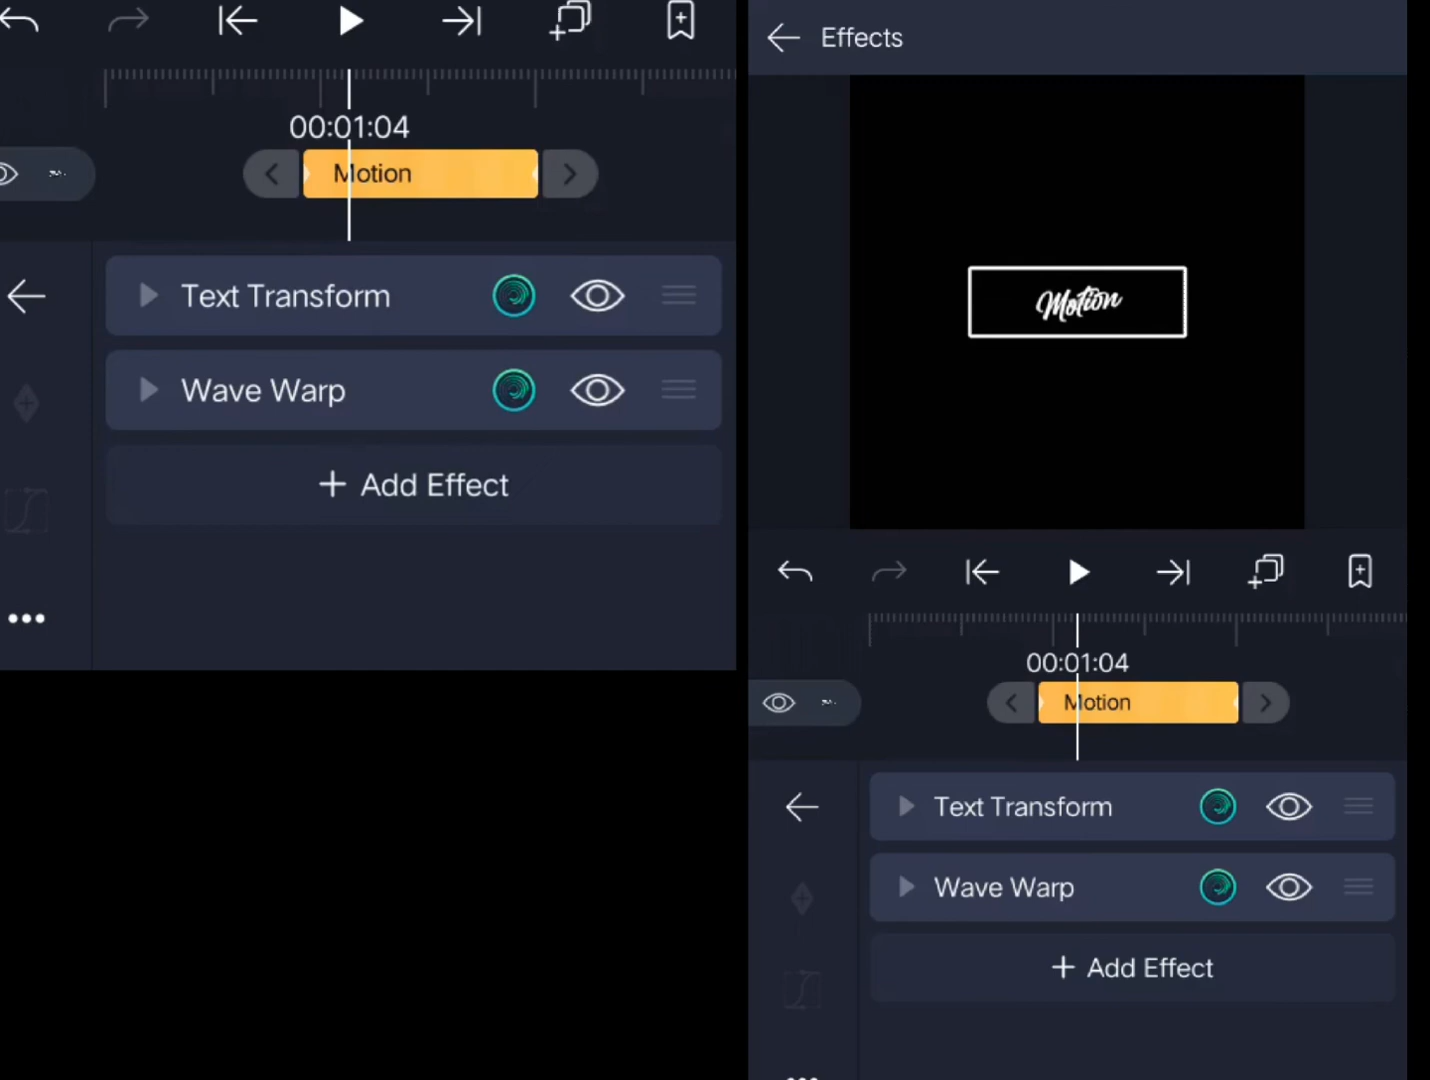 00:01:04
Motion
Text Transform
Wave Warp
+ Add Effect
Effects
Motion
00:01:04
Motion
Text Transform
Wave Warp
+ Add Effect